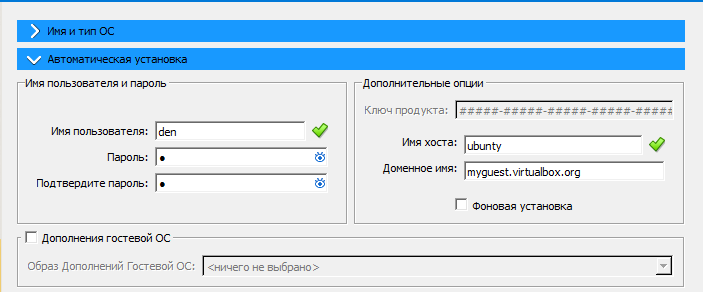 Имя и тип ОС
Автоматическая установка
Имя пользователя и пароль
Имя пользователя: den
Пароль: ●
Подтвердите пароль: ●
Дополнительные опции
Ключ продукта: #####-#####-#####-#####-#####
Имя хоста: ubunty
Доменное имя: myguest.virtualbox.org
Фоновая установка
Дополнения гостевой ОС
Образ Дополнений Гостевой ОС: <ничего не выбрано>